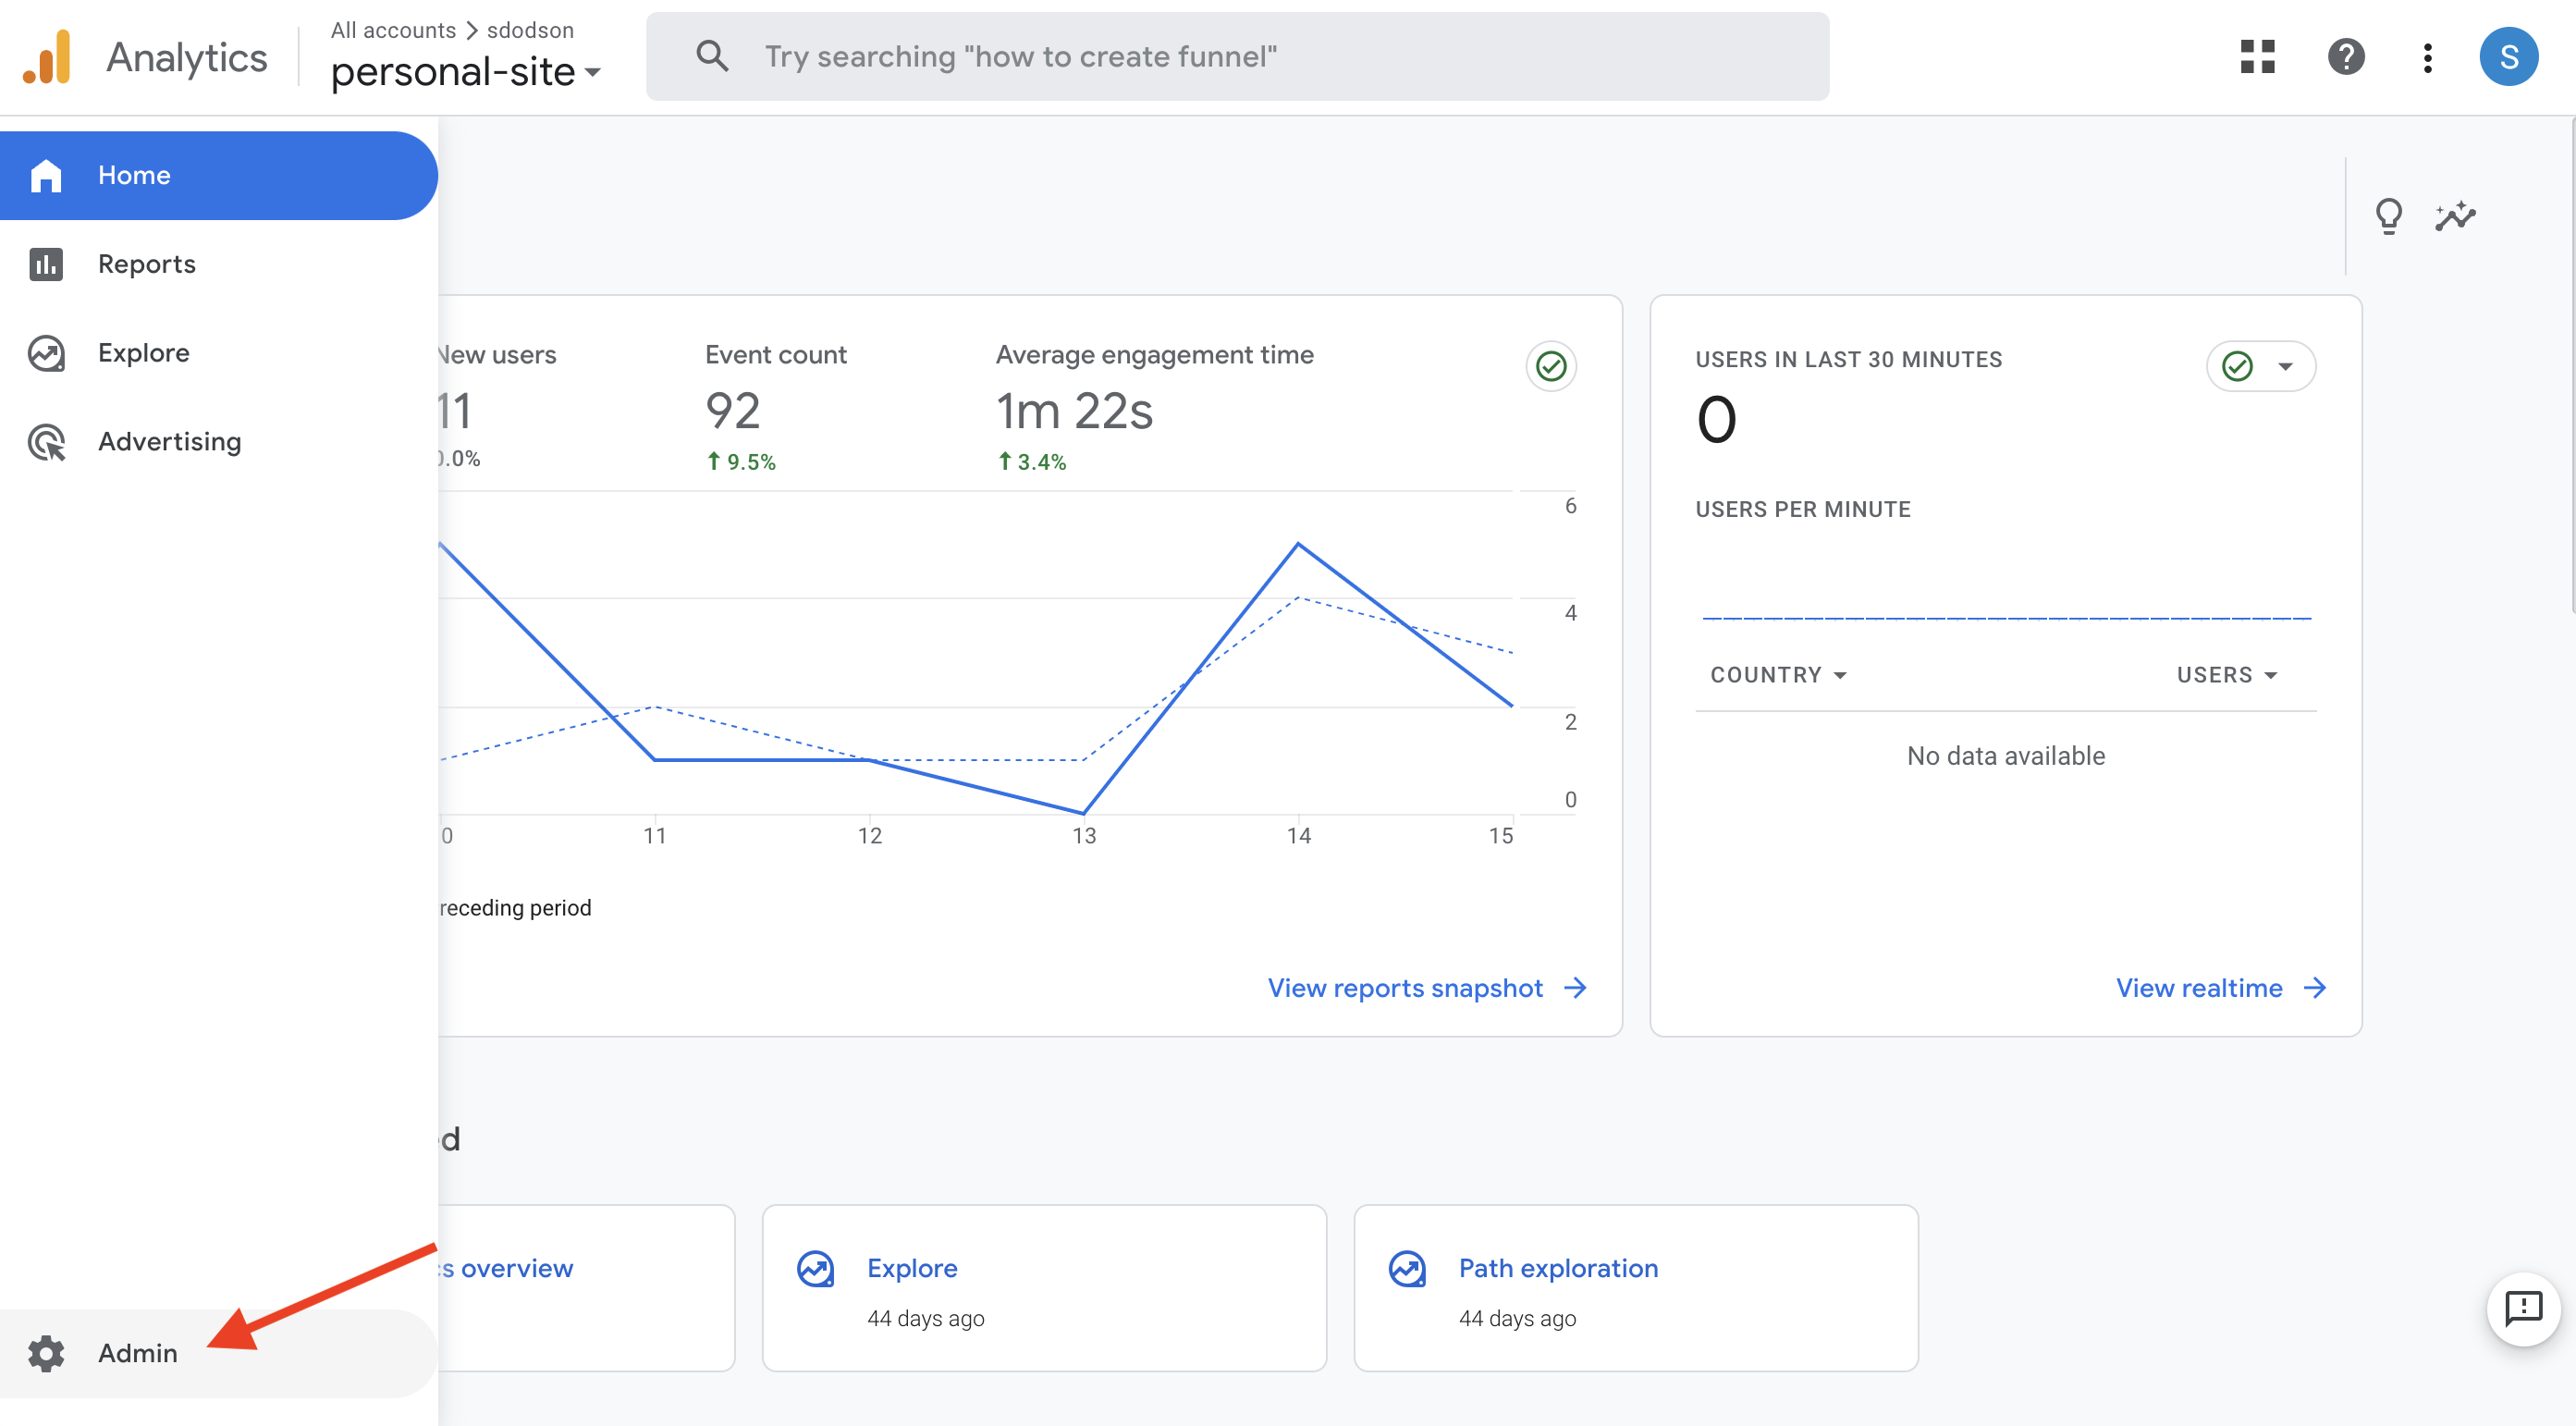 Analytics
All accounts > sdodson
personal-site
Try searching "how to create funnel"
S
Home
Reports
Explore
Advertising
Admin
New users
11
0.0%
Event count
92
9.5%
Average engagement time
1m 22s
3.4%
6
4
2
0
0
11
12
13
14
15
receding period
View reports snapshot
USERS IN LAST 30 MINUTES
0
USERS PER MINUTE
COUNTRY
USERS
No data available
View realtime
d
s overview
Explore
44 days ago
Path exploration
44 days ago